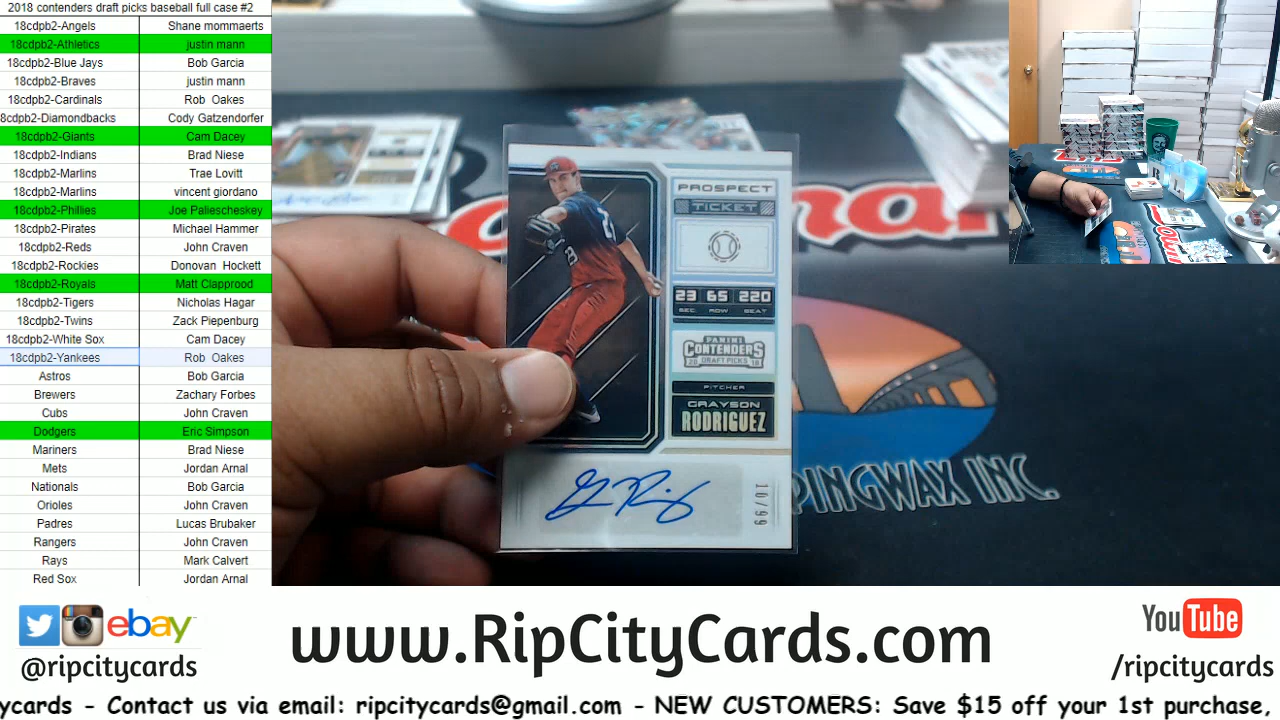 2018 contenders draft picks baseball full case #2
18cdpb2-Angels Shane mommaerts
18cdpb2-Athletics justin mann
18cdpb2-Blue Jays Bob Garcia
18cdpb2-Braves justin mann
18cdpb2-Cardinals Rob Oakes
8cdpb2-Diamondbacks Cody Gatzendorfer
18cdpb2-Giants Cam Dacey
18cdpb2-Indians Brad Niese
18cdpb2-Marlins Trae Lovitt
18cdpb2-Marlins vincent giordano
18cdpb2-Phillies Joe Paliescheskey
18cdpb2-Pirates Michael Hammer
18cdpb2-Reds John Craven
18cdpb2-Rockies Donovan Hockett
18cdpb2-Royals Matt Clapprood
18cdpb2-Tigers Nicholas Hagar
18cdpb2-Twins Zack Piepenburg
18cdpb2-White Sox Cam Dacey
18cdpb2-Yankees Rob Oakes
Astros Bob Garcia
Brewers Zachary Forbes
Cubs John Craven
Dodgers Eric Simpson
Mariners Brad Niese
Mets Jordan Arnal
Nationals Bob Garcia
Orioles John Craven
Padres Lucas Brubaker
Rangers John Craven
Rays Mark Calvert
Red Sox Jordan Arnal
PROSPECT
TICKET
23 65 220
SEC. ROW SEAT
PANINI
CONTENDERS
20 DRAFT PICKS 18
PITCHER
GRAYSON
RODRIGUEZ
10/99
PINGWAX INC.
ebay
@ripcitycards
www.RipCityCards.com
YouTube
/ripcitycards
ycards - Contact us via email: ripcitycards@gmail.com - NEW CUSTOMERS: Save $15 off your 1st purchase,